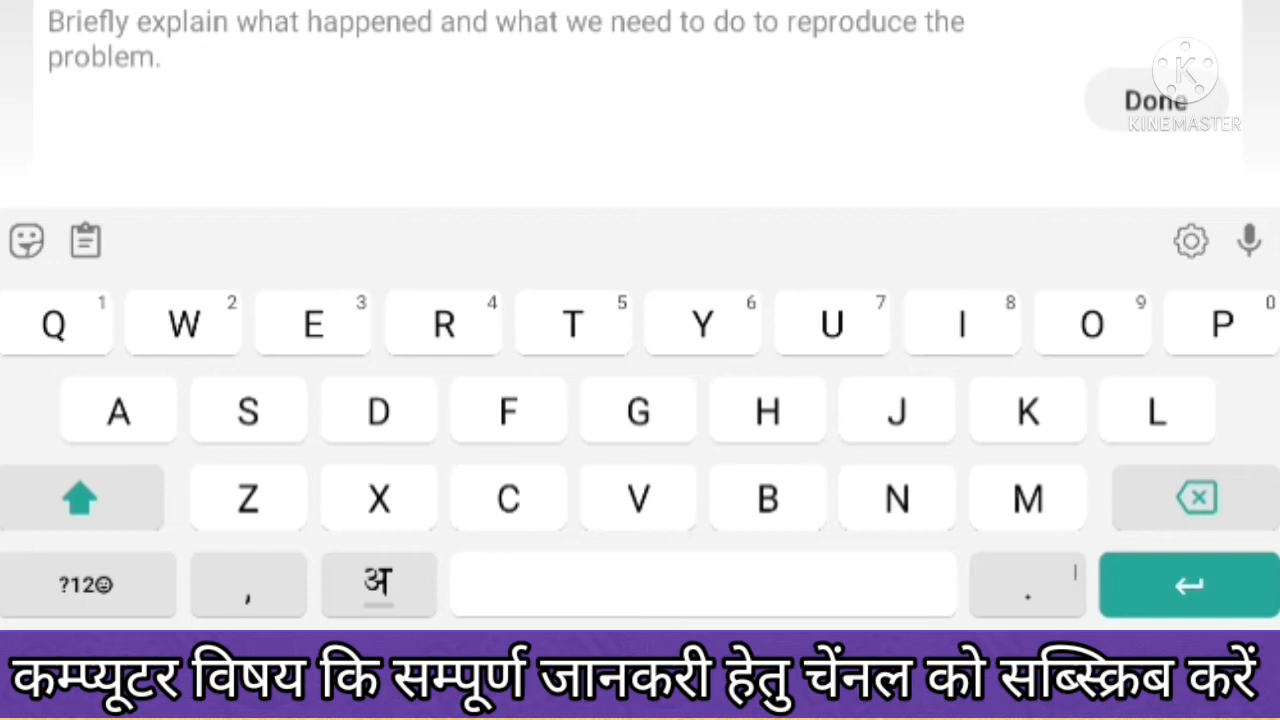 Briefly explain what happened and what we need to do to reproduce the
problem.
Done
KINEMASTER
Q 1 W 2 E 3 R 4 T 5 Y 6 U 7 I 8 O 9 P 0
A S D F G H J K L
Z X C V B N M
?12☺ , अ . |
कम्प्यूटर विषय कि सम्पूर्ण जानकरी हेतु चेंनल को सब्स्क्रिब करें